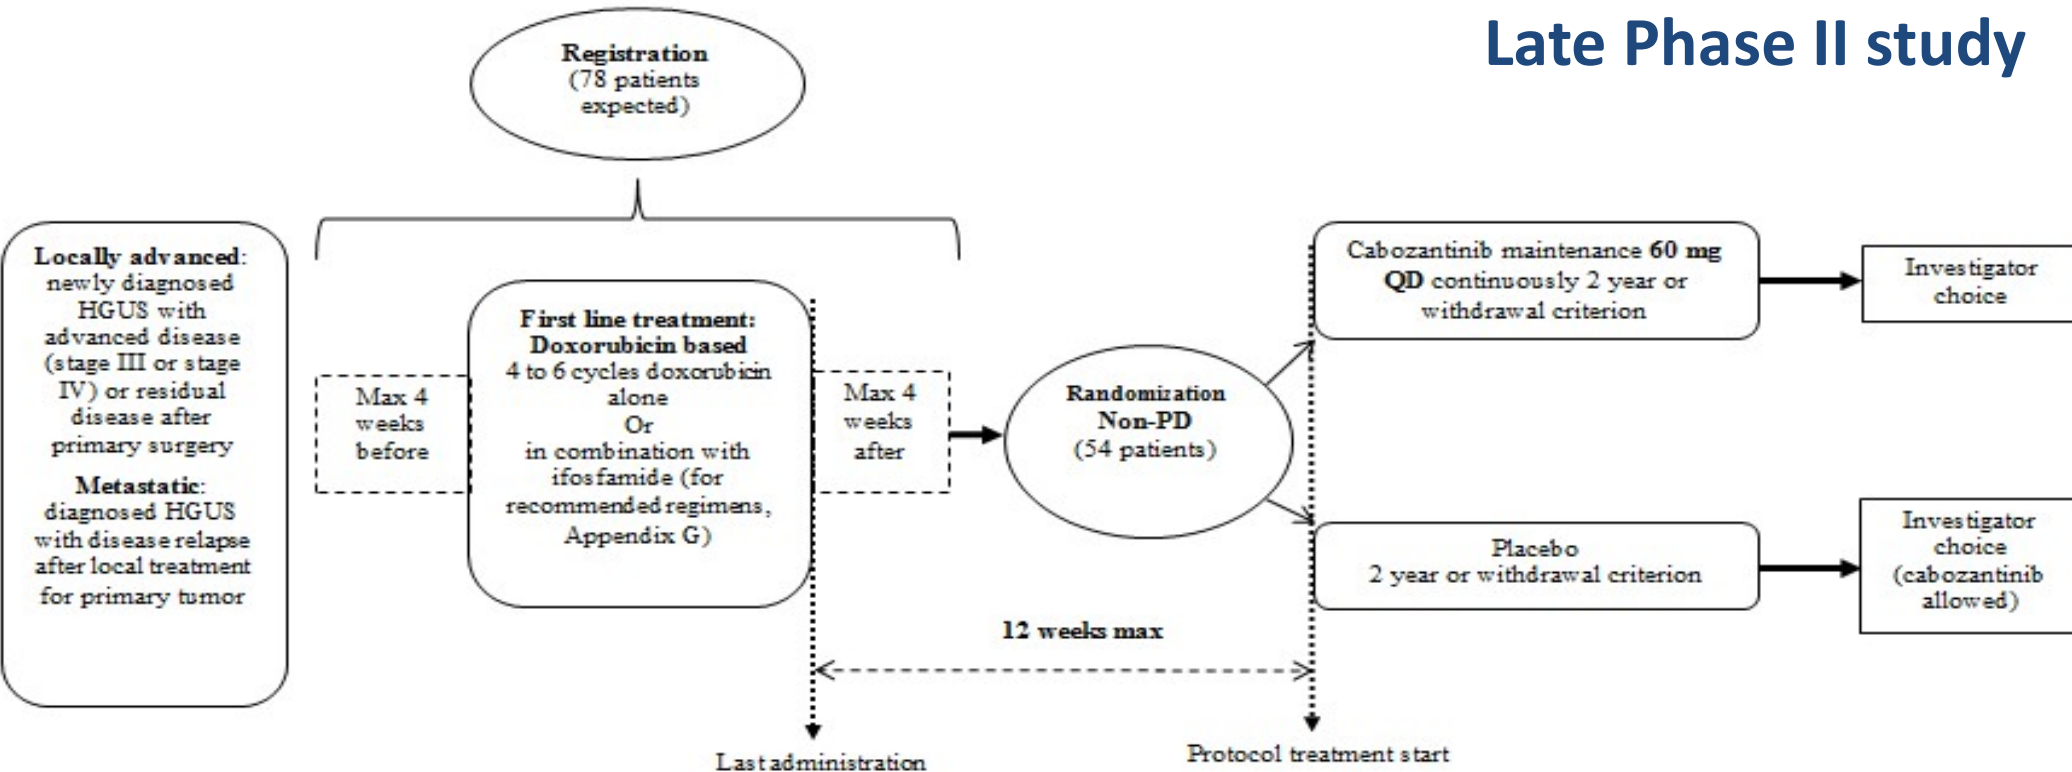 Late Phase II study
Registration
(78 patients
expected)
Locally advanced:
newly diagnosed
HGUS with
advanced disease
(stage III or stage
IV) or residual
disease after
primary surgery
Metastatic:
diagnosed HGUS
with disease relapse
after local treatment
for primary tumor
Max 4
weeks
before
First line treatment:
Doxorubicin based
4 to 6 cycles doxorubicin
alone
Or
in combination with
ifosfamide (for
recommended regimens,
Appendix G)
Max 4
weeks
after
Randomization
Non-PD
(54 patients)
Cabozantinib maintenance 60 mg
QD continuously 2 year or
withdrawal criterion
Investigator
choice
Placebo
2 year or withdrawal criterion
Investigator
choice
(cabozantinib
allowed)
12 weeks max
Last administration
Protocol treatment start